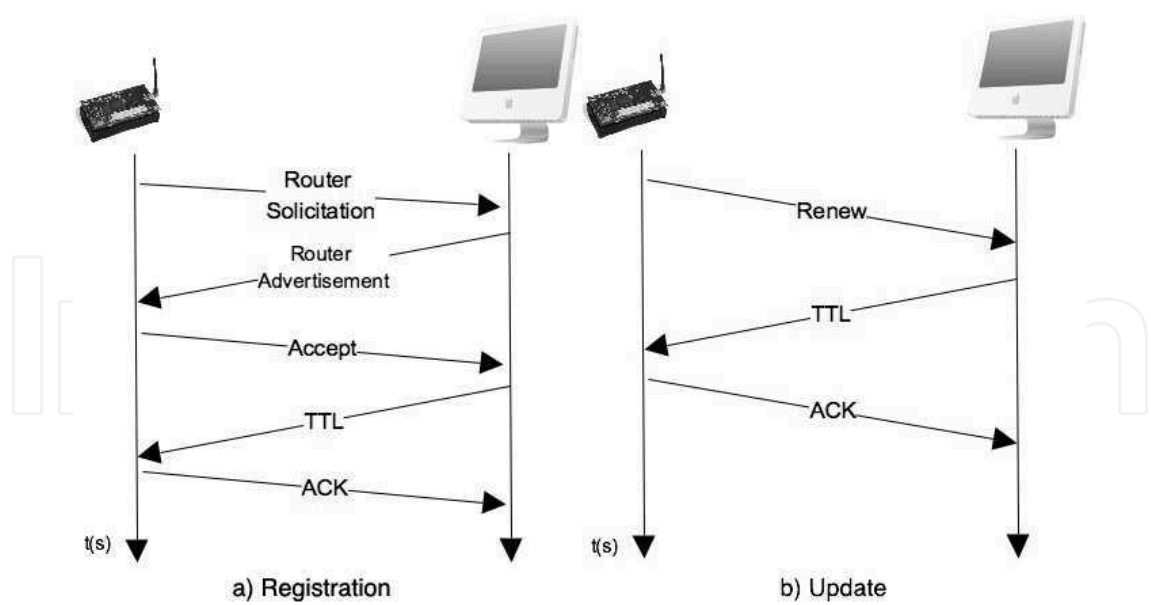 Router
Solicitation
Router
Advertisement
Accept
TTL
ACK
t(s)
a) Registration
Renew
TTL
ACK
t(s)
b) Update